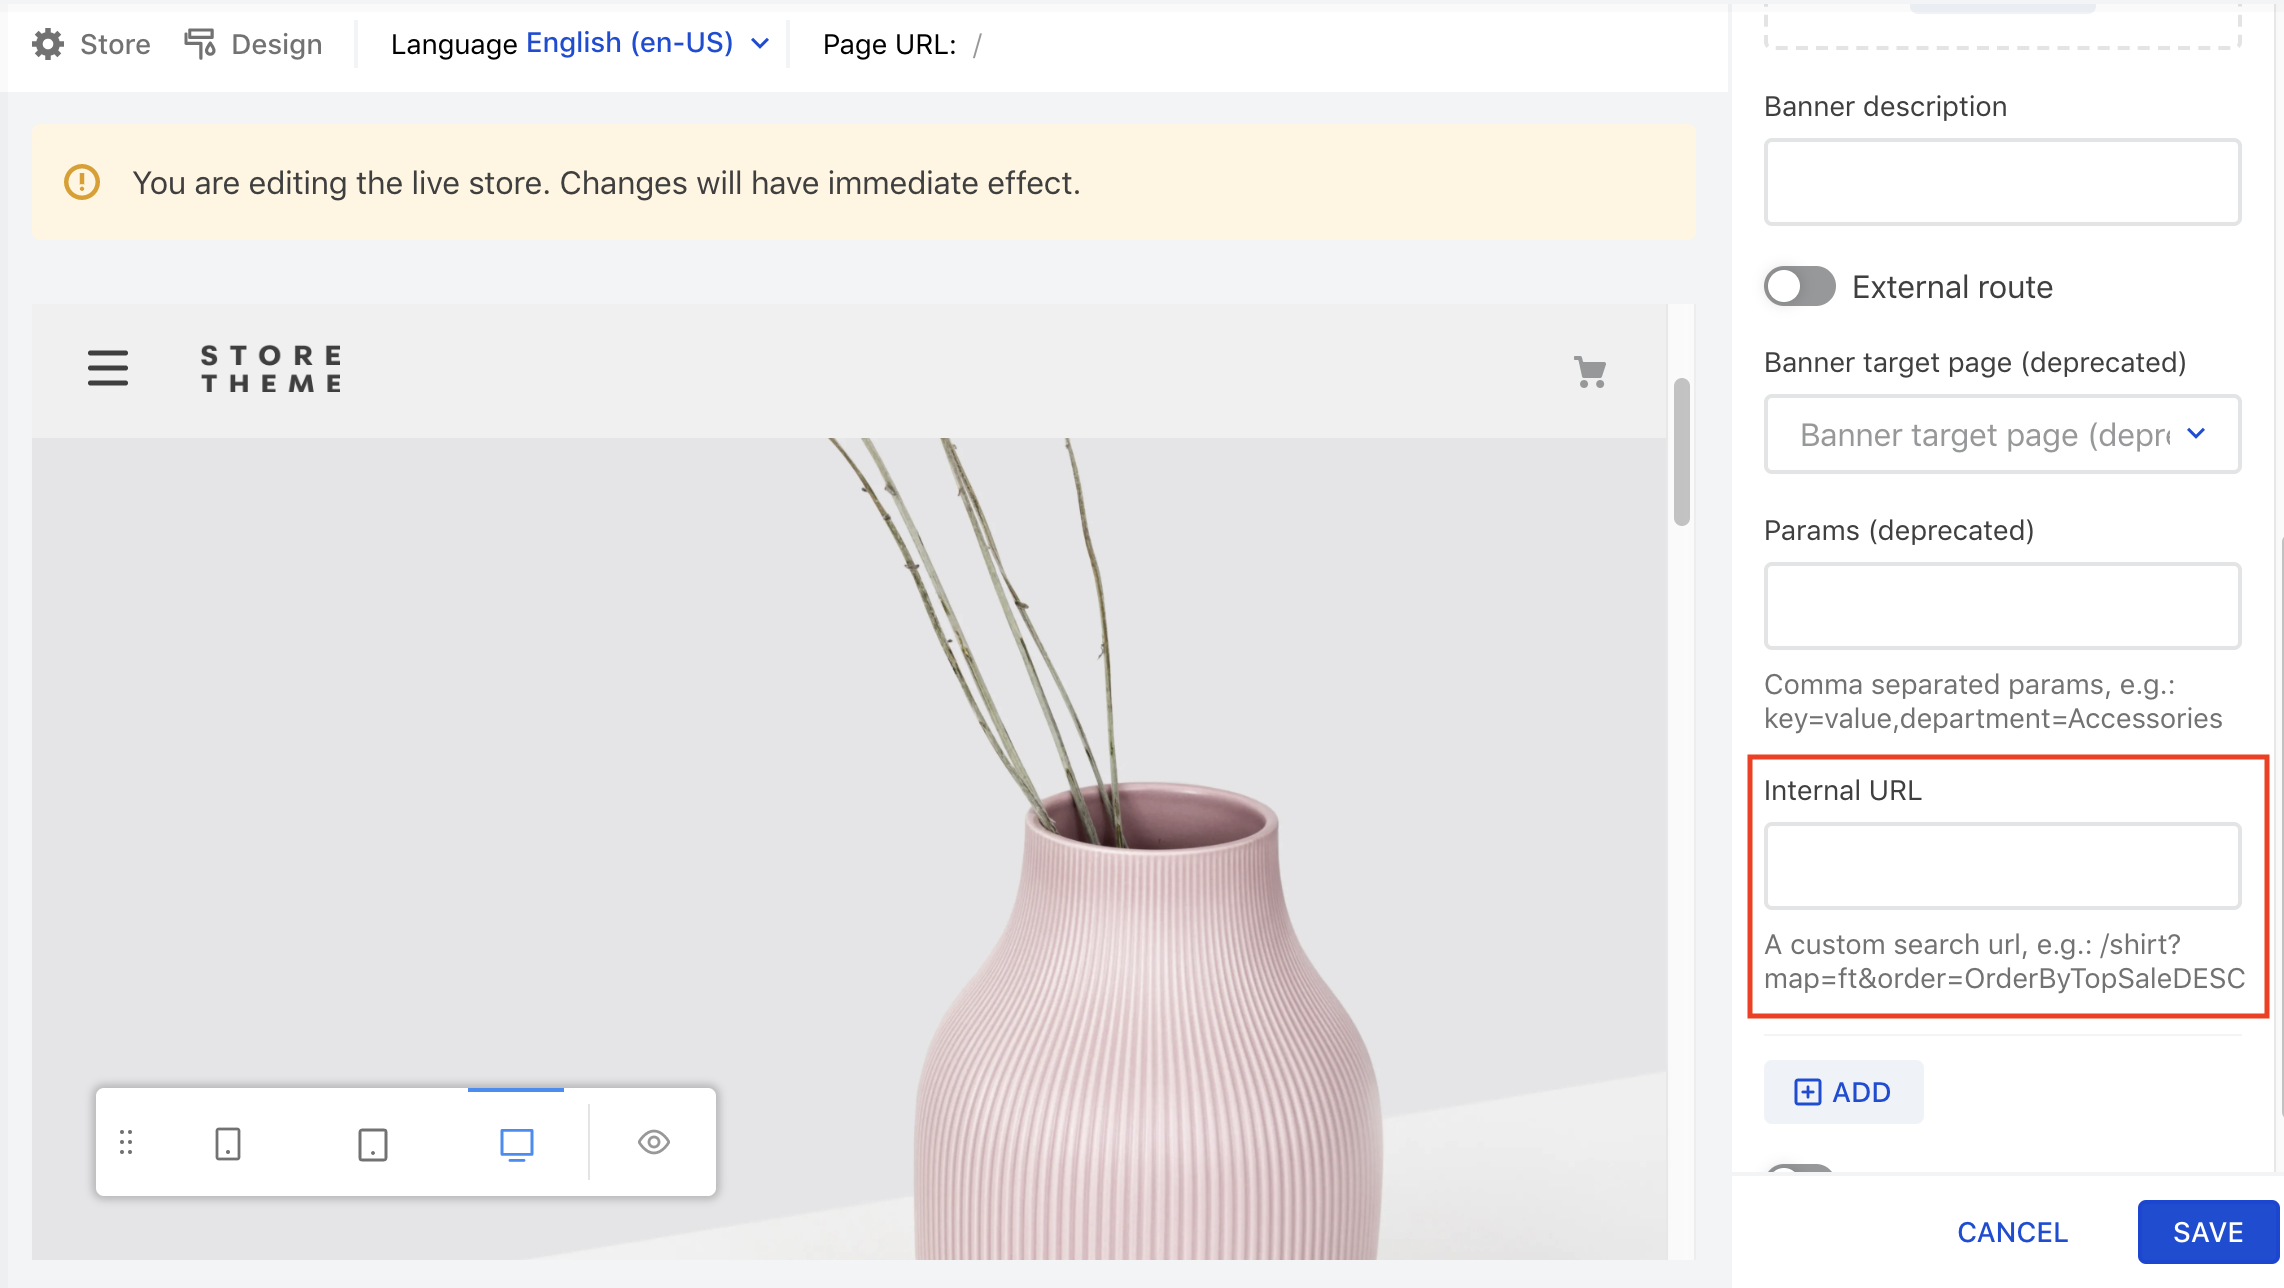 Store
Design
Language English (en-US)
Page URL: /
You are editing the live store. Changes will have immediate effect.
STORE
THEME
Banner description
External route
Banner target page (deprecated)
Banner target page (depre
Params (deprecated)
Comma separated params, e.g.:
key=value,department=Accessories
Internal URL
A custom search url, e.g.: /shirt?
map=ft&order=OrderByTopSaleDESC
ADD
CANCEL
SAVE